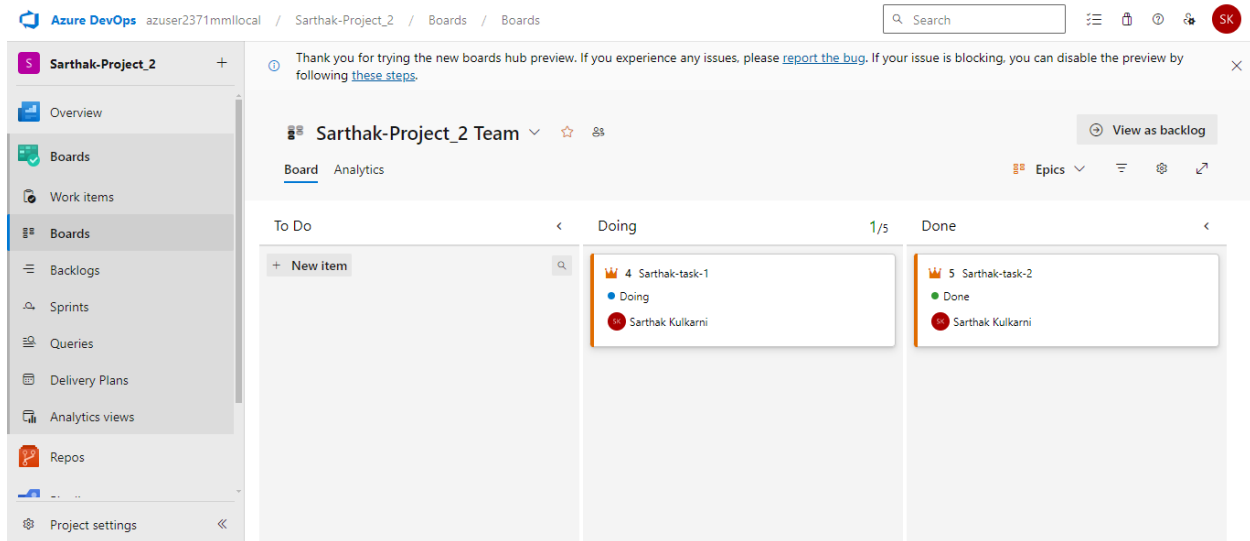 Azure DevOps azuser2371mmllocal / Sarthak-Project_2 / Boards / Boards
Search
SK
S Sarthak-Project_2 +
Overview
Boards
Work items
Boards
Backlogs
Sprints
Queries
Delivery Plans
Analytics views
Repos
Project settings
Thank you for trying the new boards hub preview. If you experience any issues, please report the bug. If your issue is blocking, you can disable the preview by
following these steps.
Sarthak-Project_2 Team
View as backlog
Board Analytics
Epics
To Do
+ New item
Doing 1/5
4 Sarthak-task-1
Doing
SK Sarthak Kulkarni
Done
5 Sarthak-task-2
Done
SK Sarthak Kulkarni